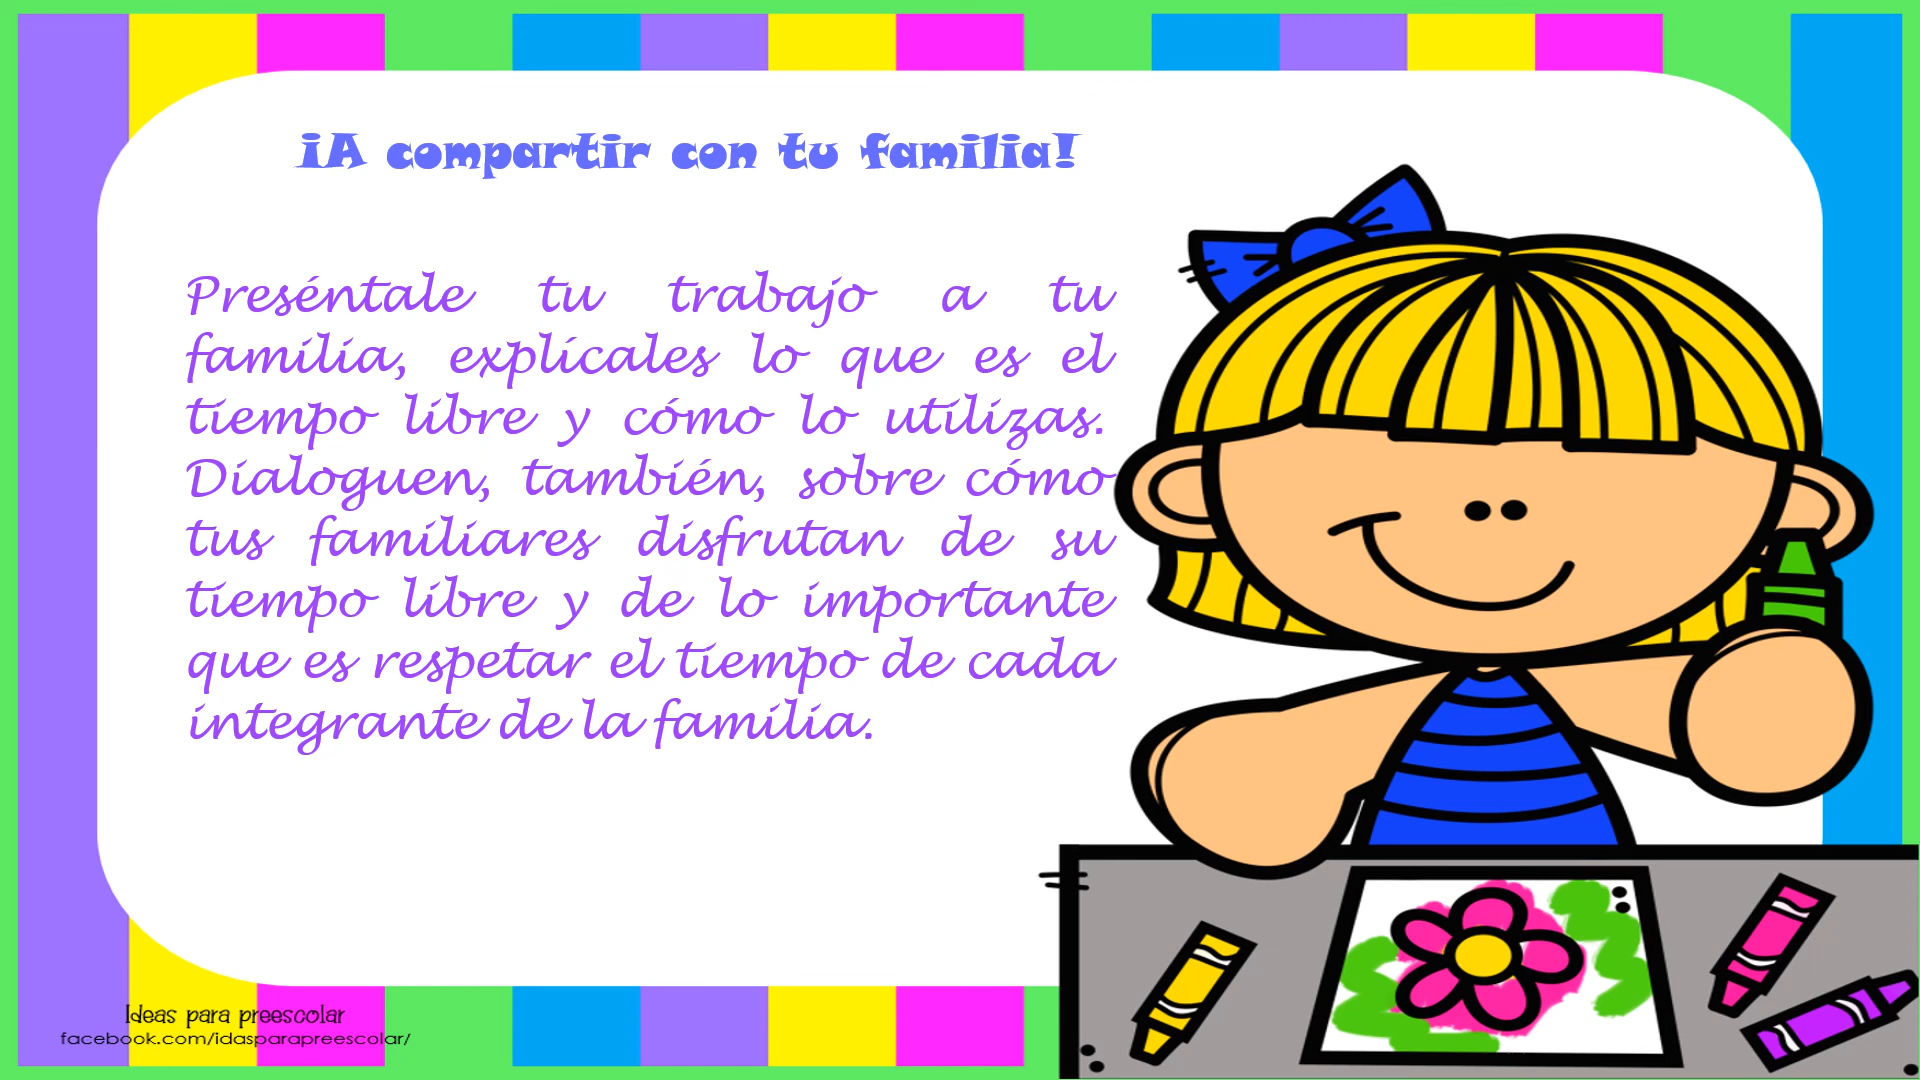 ¡A compartir con tu familia!
Preséntale tu trabajo a tu
familia, explícales lo que es el
tiempo libre y cómo lo utilizas.
Dialoguen, también, sobre cómo
tus familiares disfrutan de su
tiempo libre y de lo importante
que es respetar el tiempo de cada
integrante de la familia.
Ideas para preescolar
facebook.com/idasparapreescolar/